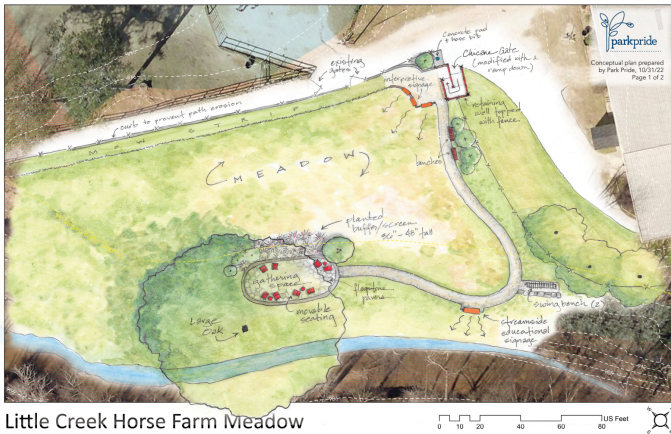 parkpride
Conceptual plan prepared
by Park Pride, 10/31/22
Page 1 of 2
concrete pad
+ hose bib
Chicane Gate
(modified with 2
ramp down)
existing
gates
interpretive
signage
curb to prevent path erosion
MOW STRIP
retaining
wall topped
with fence
benches
MEADOW
planted
buffer/screen
36" - 48" tall
gathering
space
flagstone
pavers
movable
seating
Large
Oak
swing bench (2)
streamside
educational
signage
Little Creek Horse Farm Meadow
0 10 20 40 60 80
US Feet